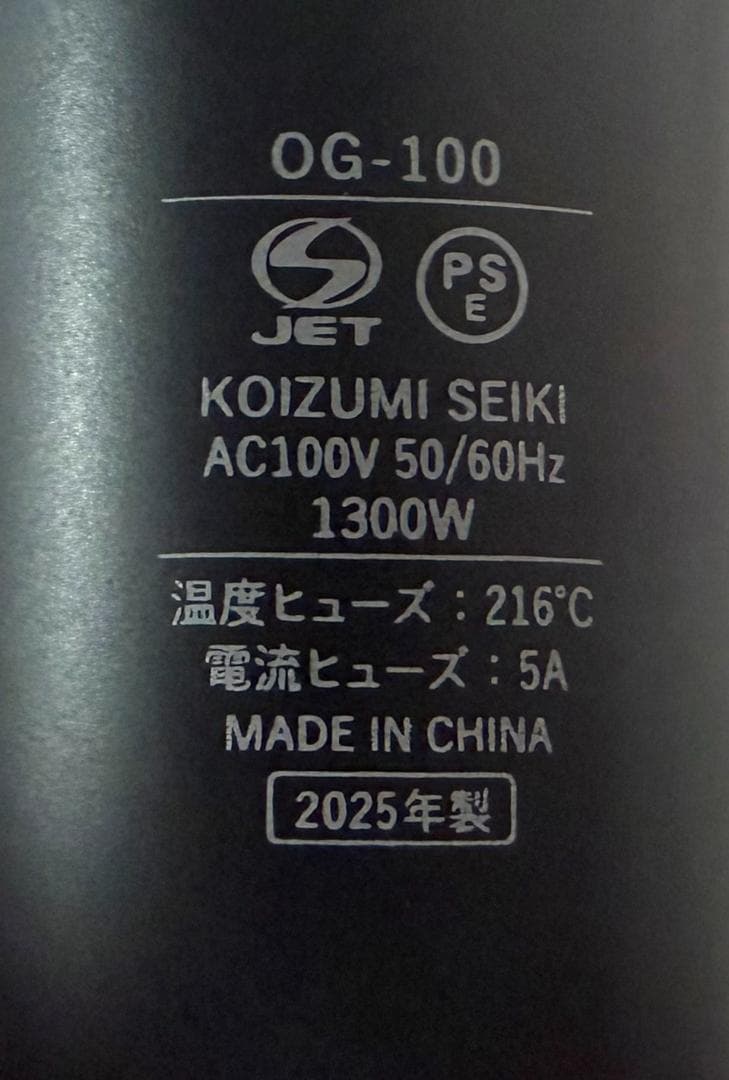 OG-100
JET PSE
KOIZUMI SEIKI
AC100V 50/60Hz
1300W
温度ヒューズ：216℃
電流ヒューズ：5A
MADE IN CHINA
2025年製